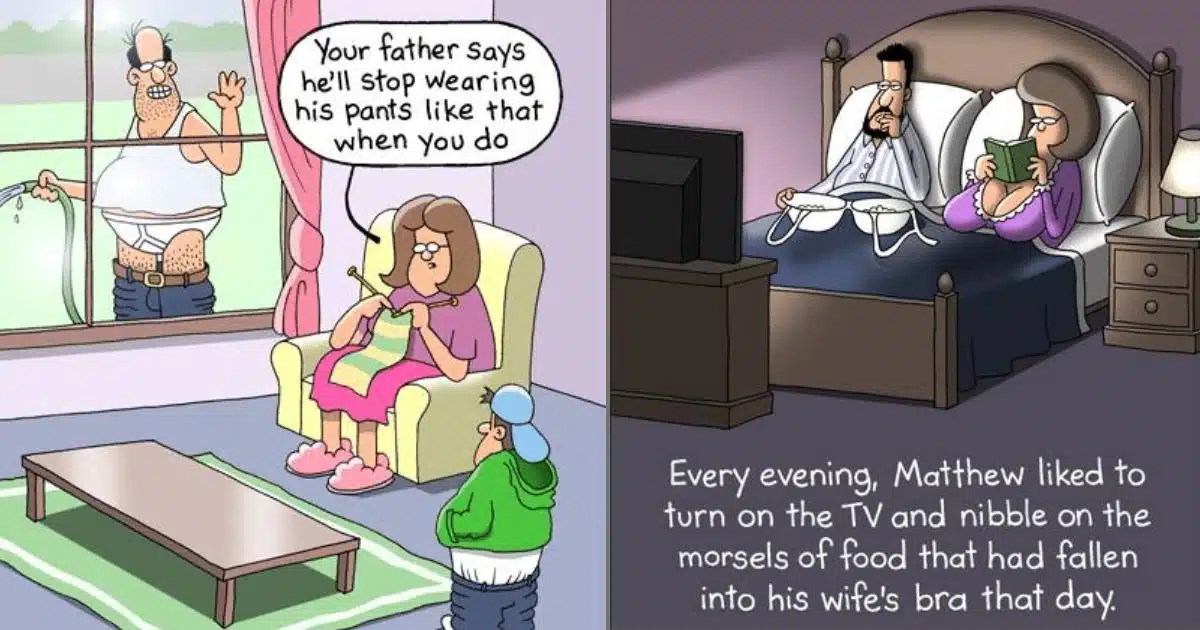 Your father says
he'll stop wearing
his pants like that
when you do
Every evening, Matthew liked to
turn on the TV and nibble on the
morsels of food that had fallen
into his wife's bra that day.